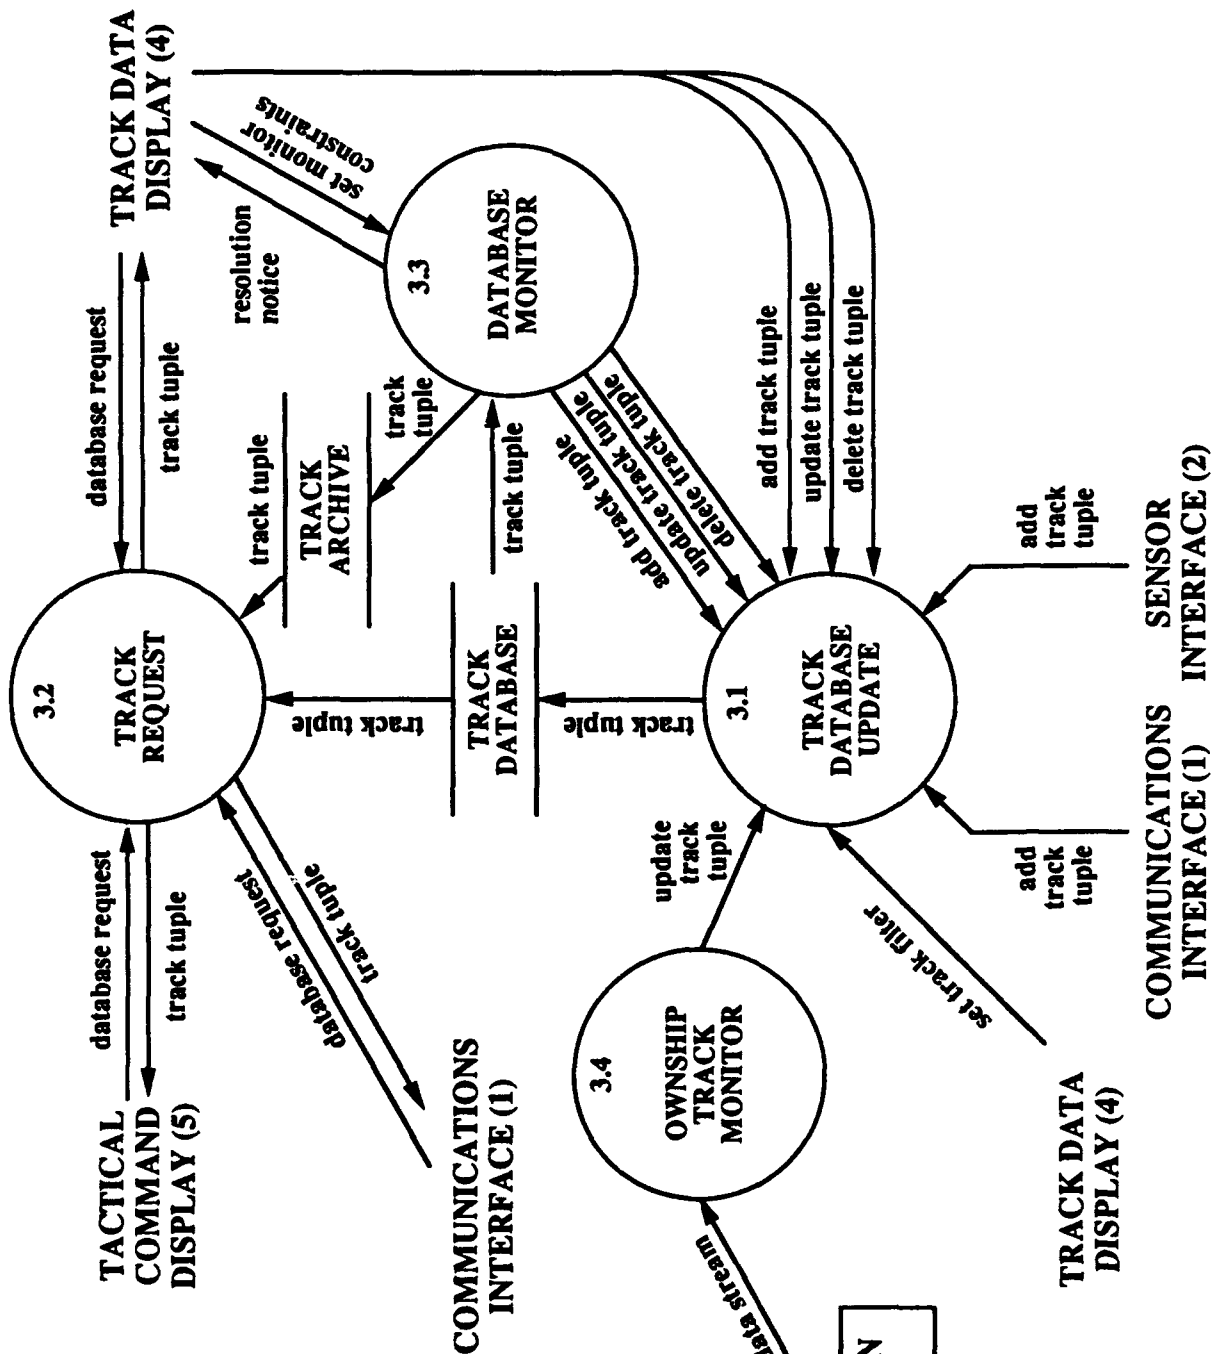 TACTICAL
COMMAND
DISPLAY (5)
database request
track tuple
3.2
TRACK
REQUEST
database request
track tuple
TRACK DATA
DISPLAY (4)
COMMUNICATIONS
INTERFACE (1)
database request
track tuple
track tuple
TRACK
ARCHIVE
track
tuple
resolution
notice
set monitor
constraints
3.3
DATABASE
MONITOR
track tuple
TRACK
DATABASE
track tuple
track tuple
add track tuple
update track tuple
delete track tuple
add track tuple
update track tuple
delete track tuple
3.4
OWNSHIP
TRACK
MONITOR
update
track
tuple
3.1
TRACK
DATABASE
UPDATE
data stream
set track filter
TRACK DATA
DISPLAY (4)
add
track
tuple
COMMUNICATIONS
INTERFACE (1)
add
track
tuple
SENSOR
INTERFACE (2)